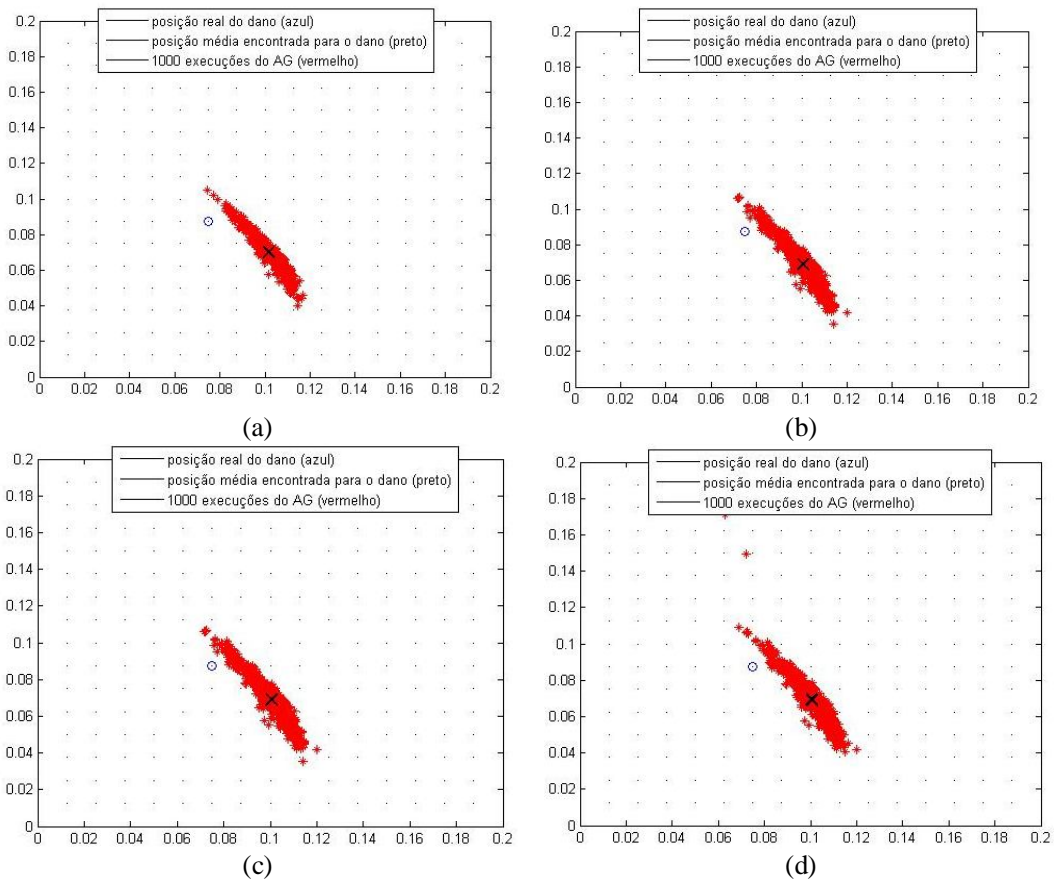 posição real do dano (azul)
posição média encontrada para o dano (preto)
1000 execuções do AG (vermelho)
0.2
0.18
0.16
0.14
0.12
0.1
0.08
0.06
0.04
0.02
0
0 0.02 0.04 0.06 0.08 0.1 0.12 0.14 0.16 0.18 0.2
(a)
posição real do dano (azul)
posição média encontrada para o dano (preto)
1000 execuções do AG (vermelho)
0.2
0.18
0.16
0.14
0.12
0.1
0.08
0.06
0.04
0.02
0
0 0.02 0.04 0.06 0.08 0.1 0.12 0.14 0.16 0.18 0.2
(b)
posição real do dano (azul)
posição média encontrada para o dano (preto)
1000 execuções do AG (vermelho)
0.2
0.18
0.16
0.14
0.12
0.1
0.08
0.06
0.04
0.02
0
0 0.02 0.04 0.06 0.08 0.1 0.12 0.14 0.16 0.18 0.2
(c)
posição real do dano (azul)
posição média encontrada para o dano (preto)
1000 execuções do AG (vermelho)
0.2
0.18
0.16
0.14
0.12
0.1
0.08
0.06
0.04
0.02
0
0 0.02 0.04 0.06 0.08 0.1 0.12 0.14 0.16 0.18 0.2
(d)